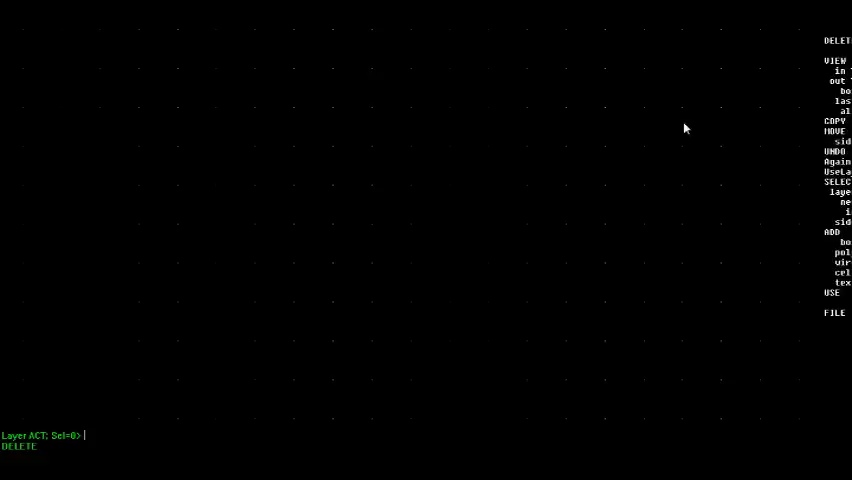 DELET
VIEW
in
out
bo
las
al
COPY
MOVE
sid
UNDO
Again
UseLa
SELEC
laye
ne
i
sid
ADD
bo
pol
vir
cel
tex
USE
FILE
Layer ACT; Sel=0>
DELETE